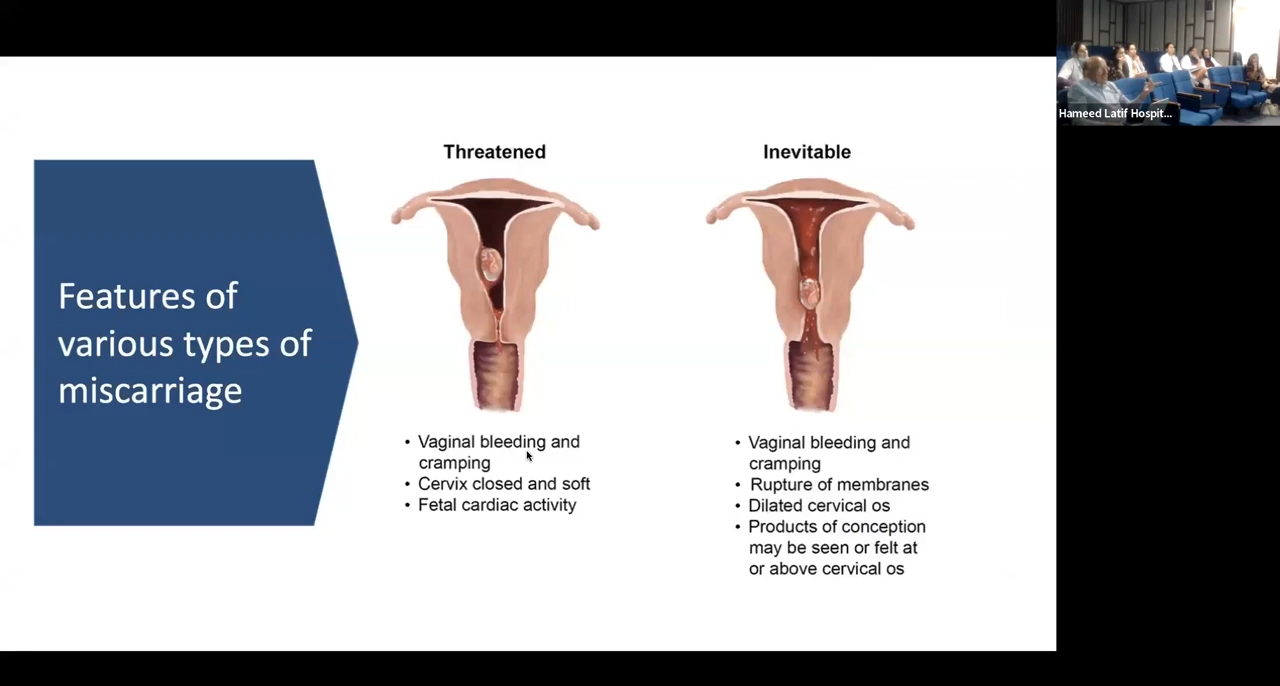 Hameed Latif Hospit...
Features of
various types of
miscarriage
Threatened
• Vaginal bleeding and
cramping
• Cervix closed and soft
• Fetal cardiac activity
Inevitable
• Vaginal bleeding and
cramping
• Rupture of membranes
• Dilated cervical os
• Products of conception
may be seen or felt at
or above cervical os